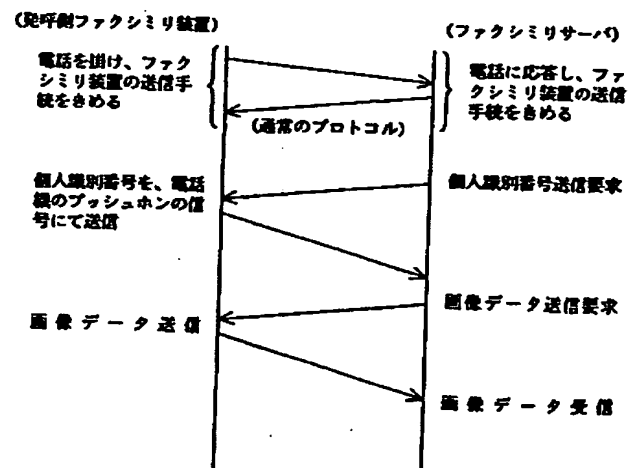 (発呼側ファクシミリ装置)
(ファクシミリサーバ)
電話を掛け、ファク
シミリ装置の送信手
続をきめる
電話に応答し、ファ
クシミリ装置の送信
手続をきめる
(通常のプロトコル)
個人識別番号を、電話
級のプッシュホンの信
号にて送信
個人識別番号送信要求
画像データ送信要求
画像データ送信
画像データ受信